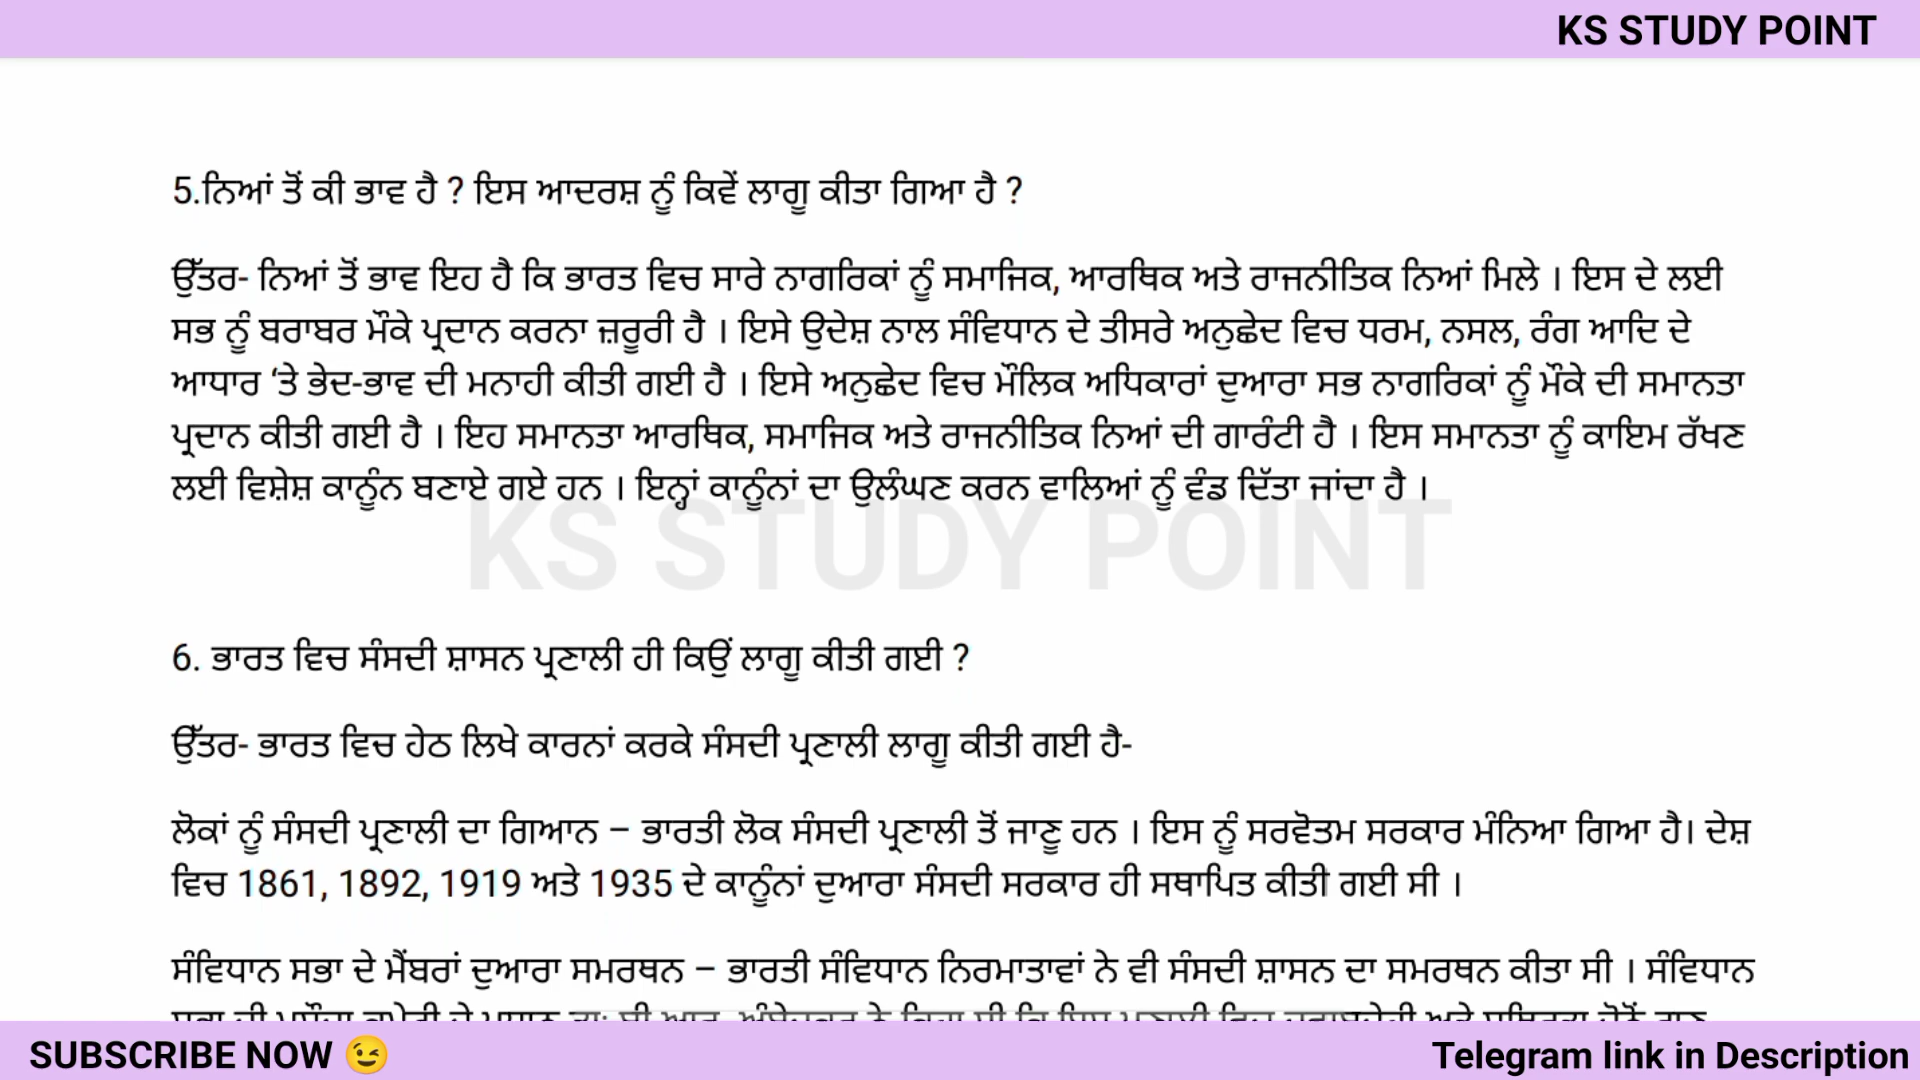 KS STUDY POINT
5.ਨਿਆਂ ਤੋਂ ਕੀ ਭਾਵ ਹੈ ? ਇਸ ਆਦਰਸ਼ ਨੂੰ ਕਿਵੇਂ ਲਾਗੂ ਕੀਤਾ ਗਿਆ ਹੈ ?
ਉੱਤਰ- ਨਿਆਂ ਤੋਂ ਭਾਵ ਇਹ ਹੈ ਕਿ ਭਾਰਤ ਵਿਚ ਸਾਰੇ ਨਾਗਰਿਕਾਂ ਨੂੰ ਸਮਾਜਿਕ, ਆਰਥਿਕ ਅਤੇ ਰਾਜਨੀਤਿਕ ਨਿਆਂ ਮਿਲੇ । ਇਸ ਦੇ ਲਈ
ਸਭ ਨੂੰ ਬਰਾਬਰ ਮੌਕੇ ਪ੍ਰਦਾਨ ਕਰਨਾ ਜ਼ਰੂਰੀ ਹੈ । ਇਸੇ ਉਦੇਸ਼ ਨਾਲ ਸੰਵਿਧਾਨ ਦੇ ਤੀਸਰੇ ਅਨੁਛੇਦ ਵਿਚ ਧਰਮ, ਨਸਲ, ਰੰਗ ਆਦਿ ਦੇ
ਆਧਾਰ ‘ਤੇ ਭੇਦ-ਭਾਵ ਦੀ ਮਨਾਹੀ ਕੀਤੀ ਗਈ ਹੈ । ਇਸੇ ਅਨੁਛੇਦ ਵਿਚ ਮੌਲਿਕ ਅਧਿਕਾਰਾਂ ਦੁਆਰਾ ਸਭ ਨਾਗਰਿਕਾਂ ਨੂੰ ਮੌਕੇ ਦੀ ਸਮਾਨਤਾ
ਪ੍ਰਦਾਨ ਕੀਤੀ ਗਈ ਹੈ । ਇਹ ਸਮਾਨਤਾ ਆਰਥਿਕ, ਸਮਾਜਿਕ ਅਤੇ ਰਾਜਨੀਤਿਕ ਨਿਆਂ ਦੀ ਗਾਰੰਟੀ ਹੈ । ਇਸ ਸਮਾਨਤਾ ਨੂੰ ਕਾਇਮ ਰੱਖਣ
ਲਈ ਵਿਸ਼ੇਸ਼ ਕਾਨੂੰਨ ਬਣਾਏ ਗਏ ਹਨ । ਇਨ੍ਹਾਂ ਕਾਨੂੰਨਾਂ ਦਾ ਉਲੰਘਣ ਕਰਨ ਵਾਲਿਆਂ ਨੂੰ ਵੰਡ ਦਿੱਤਾ ਜਾਂਦਾ ਹੈ ।
KS STUDY POINT
6. ਭਾਰਤ ਵਿਚ ਸੰਸਦੀ ਸ਼ਾਸਨ ਪ੍ਰਣਾਲੀ ਹੀ ਕਿਉਂ ਲਾਗੂ ਕੀਤੀ ਗਈ ?
ਉੱਤਰ- ਭਾਰਤ ਵਿਚ ਹੇਠ ਲਿਖੇ ਕਾਰਨਾਂ ਕਰਕੇ ਸੰਸਦੀ ਪ੍ਰਣਾਲੀ ਲਾਗੂ ਕੀਤੀ ਗਈ ਹੈ-
ਲੋਕਾਂ ਨੂੰ ਸੰਸਦੀ ਪ੍ਰਣਾਲੀ ਦਾ ਗਿਆਨ – ਭਾਰਤੀ ਲੋਕ ਸੰਸਦੀ ਪ੍ਰਣਾਲੀ ਤੋਂ ਜਾਣੂ ਹਨ । ਇਸ ਨੂੰ ਸਰਵੋਤਮ ਸਰਕਾਰ ਮੰਨਿਆ ਗਿਆ ਹੈ। ਦੇਸ਼
ਵਿਚ 1861, 1892, 1919 ਅਤੇ 1935 ਦੇ ਕਾਨੂੰਨਾਂ ਦੁਆਰਾ ਸੰਸਦੀ ਸਰਕਾਰ ਹੀ ਸਥਾਪਿਤ ਕੀਤੀ ਗਈ ਸੀ ।
ਸੰਵਿਧਾਨ ਸਭਾ ਦੇ ਮੈਂਬਰਾਂ ਦੁਆਰਾ ਸਮਰਥਨ – ਭਾਰਤੀ ਸੰਵਿਧਾਨ ਨਿਰਮਾਤਾਵਾਂ ਨੇ ਵੀ ਸੰਸਦੀ ਸ਼ਾਸਨ ਦਾ ਸਮਰਥਨ ਕੀਤਾ ਸੀ । ਸੰਵਿਧਾਨ
SUBSCRIBE NOW 😉
Telegram link in Description